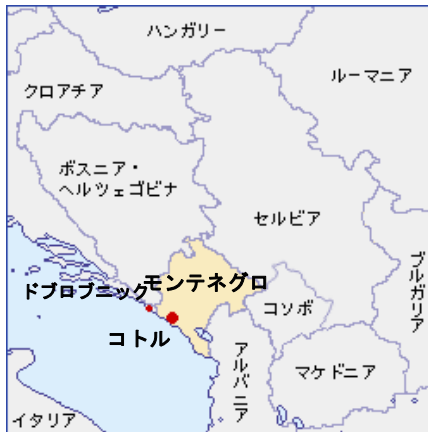 ハンガリー
ルーマニア
クロアチア
ボスニア・
ヘルツェゴビナ
セルビア
ブルガリア
モンテネグロ
ドブロブニック
コソボ
コトル
アルバニア
マケドニア
イタリア